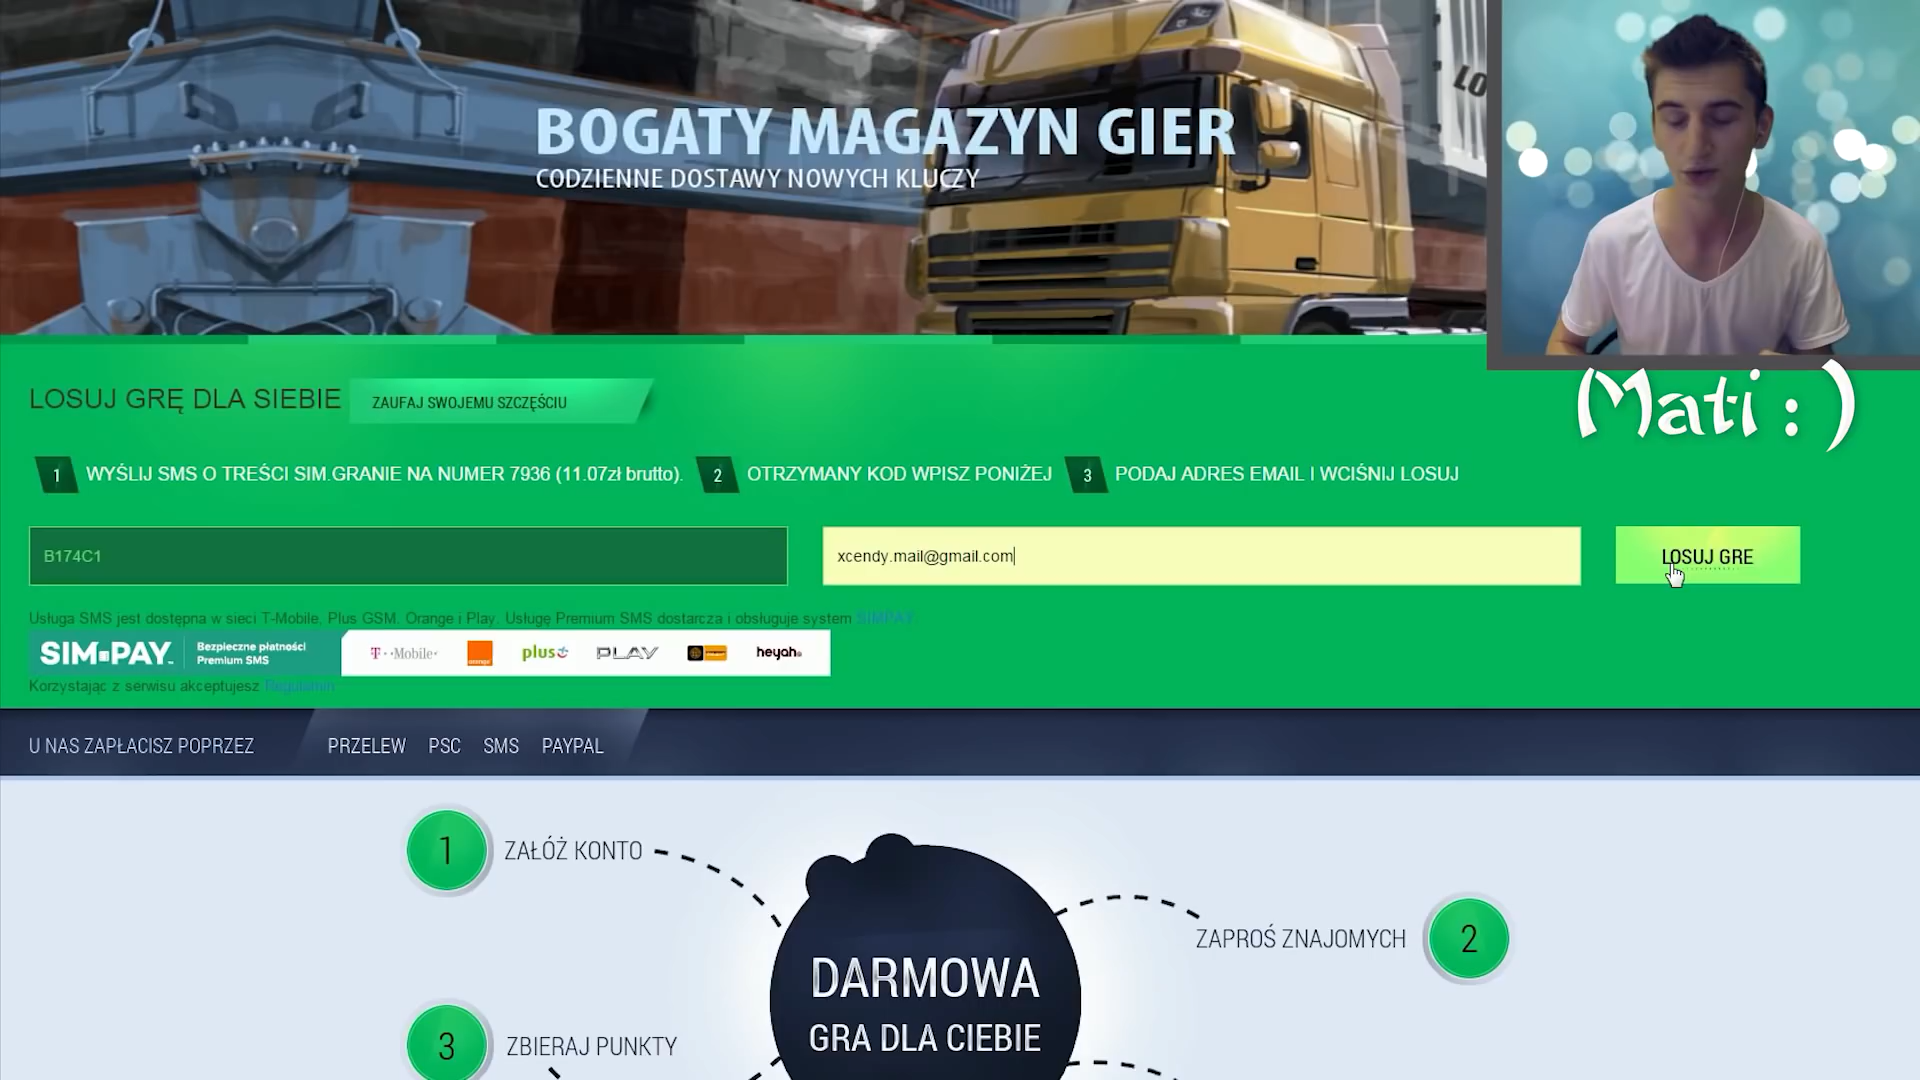 BOGATY MAGAZYN GIER
CODZIENNE DOSTAWY NOWYCH KLUCZY
LO
(Mati : )
LOSUJ GRĘ DLA SIEBIE
ZAUFAJ SWOJEMU SZCZĘŚCIU
1 WYŚLIJ SMS O TREŚCI SIM.GRANIE NA NUMER 7936 (11.07zł brutto).
2 OTRZYMANY KOD WPISZ PONIŻEJ
3 PODAJ ADRES EMAIL I WCIŚNIJ LOSUJ
B174C1
xcendy.mail@gmail.com
LOSUJ GRE
Usługa SMS jest dostępna w sieci T-Mobile, Plus GSM. Orange i Play. Usługę Premium SMS dostarcza i obsługuje system SIMPAY.
SIM PAY
Bezpieczne płatności
Premium SMS
T Mobile
orange
plus
PLAY
heyah
Korzystając z serwisu akceptujesz Regulamin
U NAS ZAPŁACISZ POPRZEZ
PRZELEW PSC SMS PAYPAL
1 ZAŁÓŻ KONTO
ZAPROŚ ZNAJOMYCH 2
DARMOWA
GRA DLA CIEBIE
3 ZBIERAJ PUNKTY